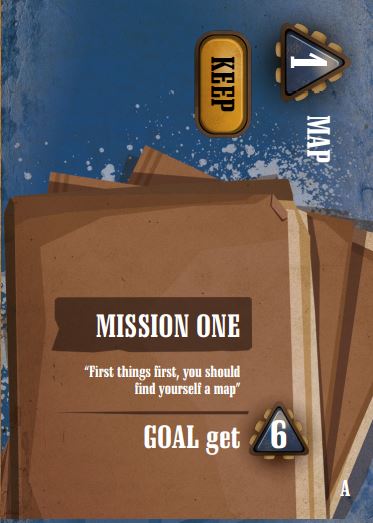 1
KEEP
MAP
MISSION ONE
“First things first, you should
find yourself a map”
GOAL get 6
A